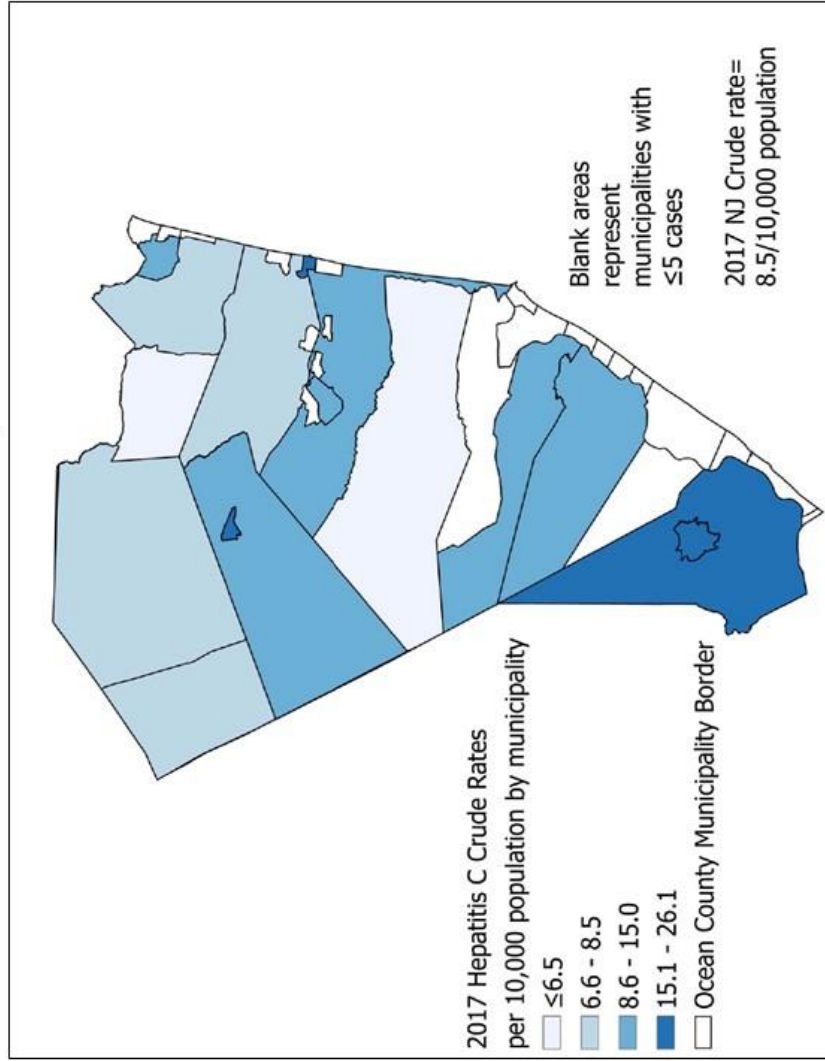 2017 Hepatitis C Crude Rates
per 10,000 population by municipality
≤6.5
6.6 - 8.5
8.6 - 15.0
15.1 - 26.1
Ocean County Municipality Border
Blank areas
represent
municipalities with
≤5 cases
2017 NJ Crude rate=
8.5/10,000 population